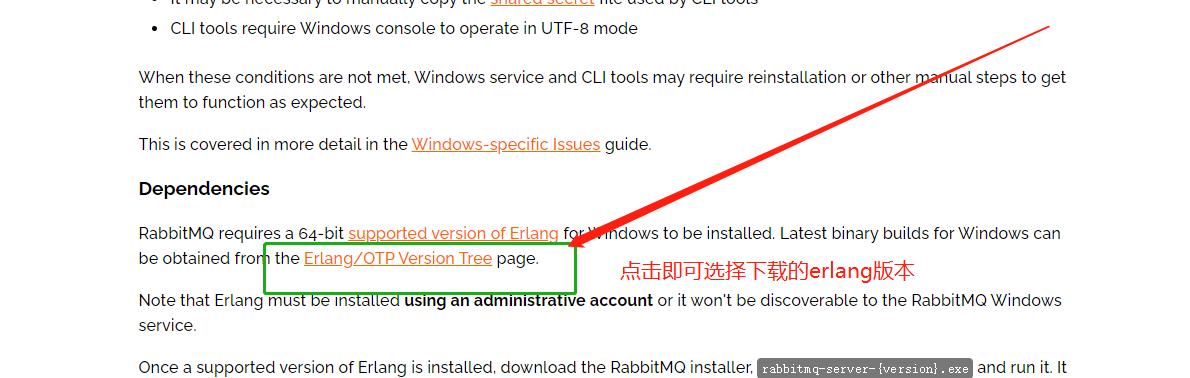 It may be necessary to manually copy the shared secret file used by CLI tools
CLI tools require Windows console to operate in UTF-8 mode
When these conditions are not met, Windows service and CLI tools may require reinstallation or other manual steps to get
them to function as expected.
This is covered in more detail in the Windows-specific Issues guide.
Dependencies
RabbitMQ requires a 64-bit supported version of Erlang for Windows to be installed. Latest binary builds for Windows can
be obtained from the Erlang/OTP Version Tree page.
点击即可选择下载的erlang版本
Note that Erlang must be installed using an administrative account or it won't be discoverable to the RabbitMQ Windows
service.
Once a supported version of Erlang is installed, download the RabbitMQ installer, rabbitmq-server-{version}.exe and run it. It